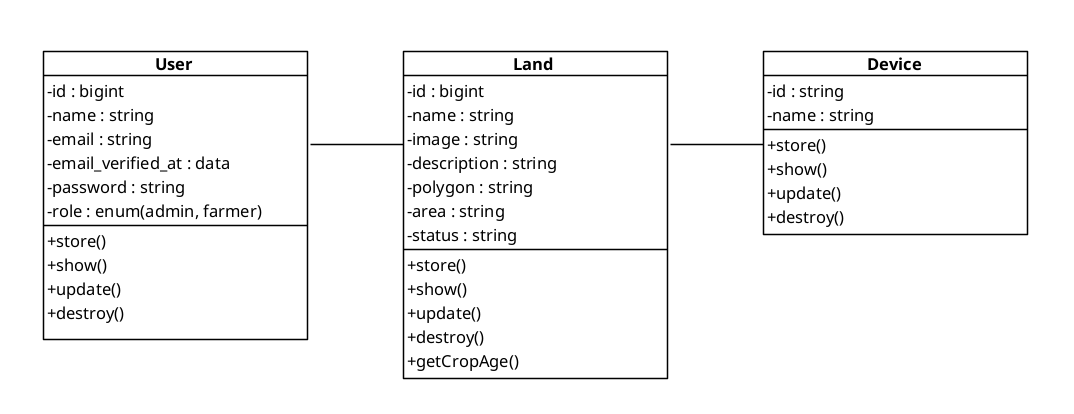 User
-id : bigint
-name : string
-email : string
-email_verified_at : data
-password : string
-role : enum(admin, farmer)
+store()
+show()
+update()
+destroy()
Land
-id : bigint
-name : string
-image : string
-description : string
-polygon : string
-area : string
-status : string
+store()
+show()
+update()
+destroy()
+getCropAge()
Device
-id : string
-name : string
+store()
+show()
+update()
+destroy()